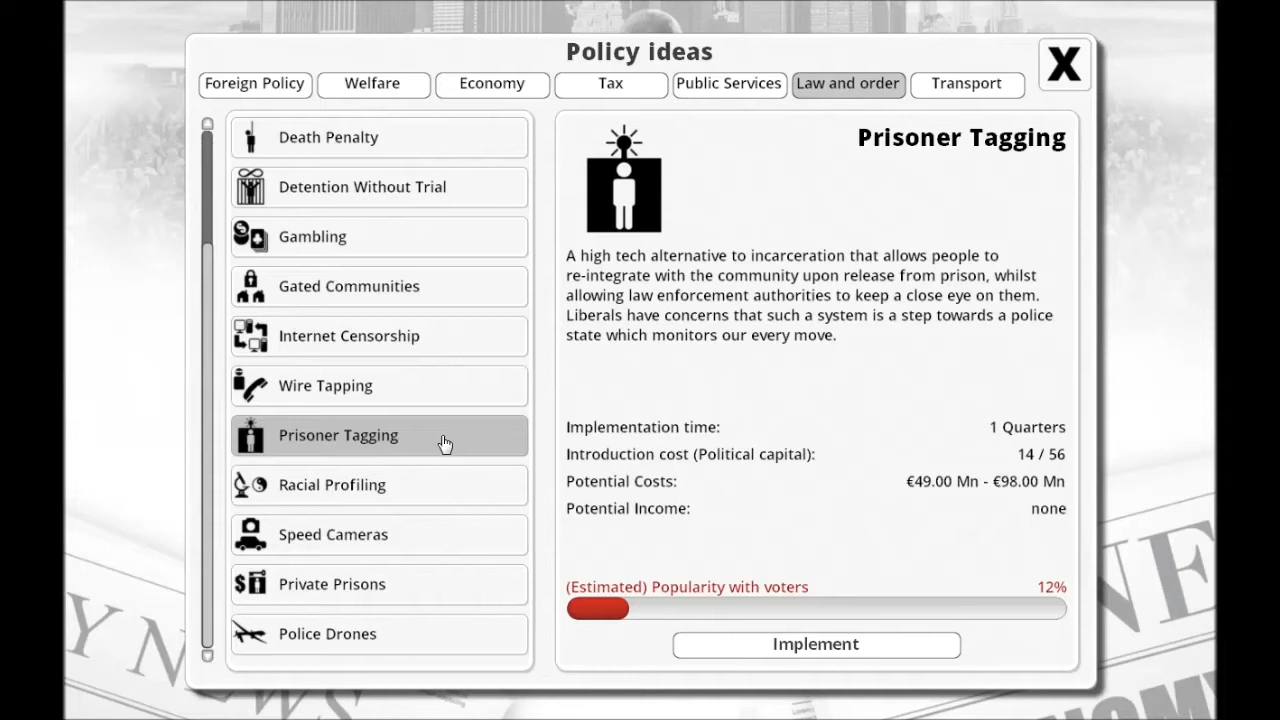 Policy ideas
X
Foreign Policy
Welfare
Economy
Tax
Public Services
Law and order
Transport
Death Penalty
Detention Without Trial
Gambling
Gated Communities
Internet Censorship
Wire Tapping
Prisoner Tagging
Racial Profiling
Speed Cameras
Private Prisons
Police Drones
Prisoner Tagging
A high tech alternative to incarceration that allows people to
re-integrate with the community upon release from prison, whilst
allowing law enforcement authorities to keep a close eye on them.
Liberals have concerns that such a system is a step towards a police
state which monitors our every move.
Implementation time: 1 Quarters
Introduction cost (Political capital): 14 / 56
Potential Costs: €49.00 Mn - €98.00 Mn
Potential Income: none
(Estimated) Popularity with voters 12%
Implement
Y NEWS
NE